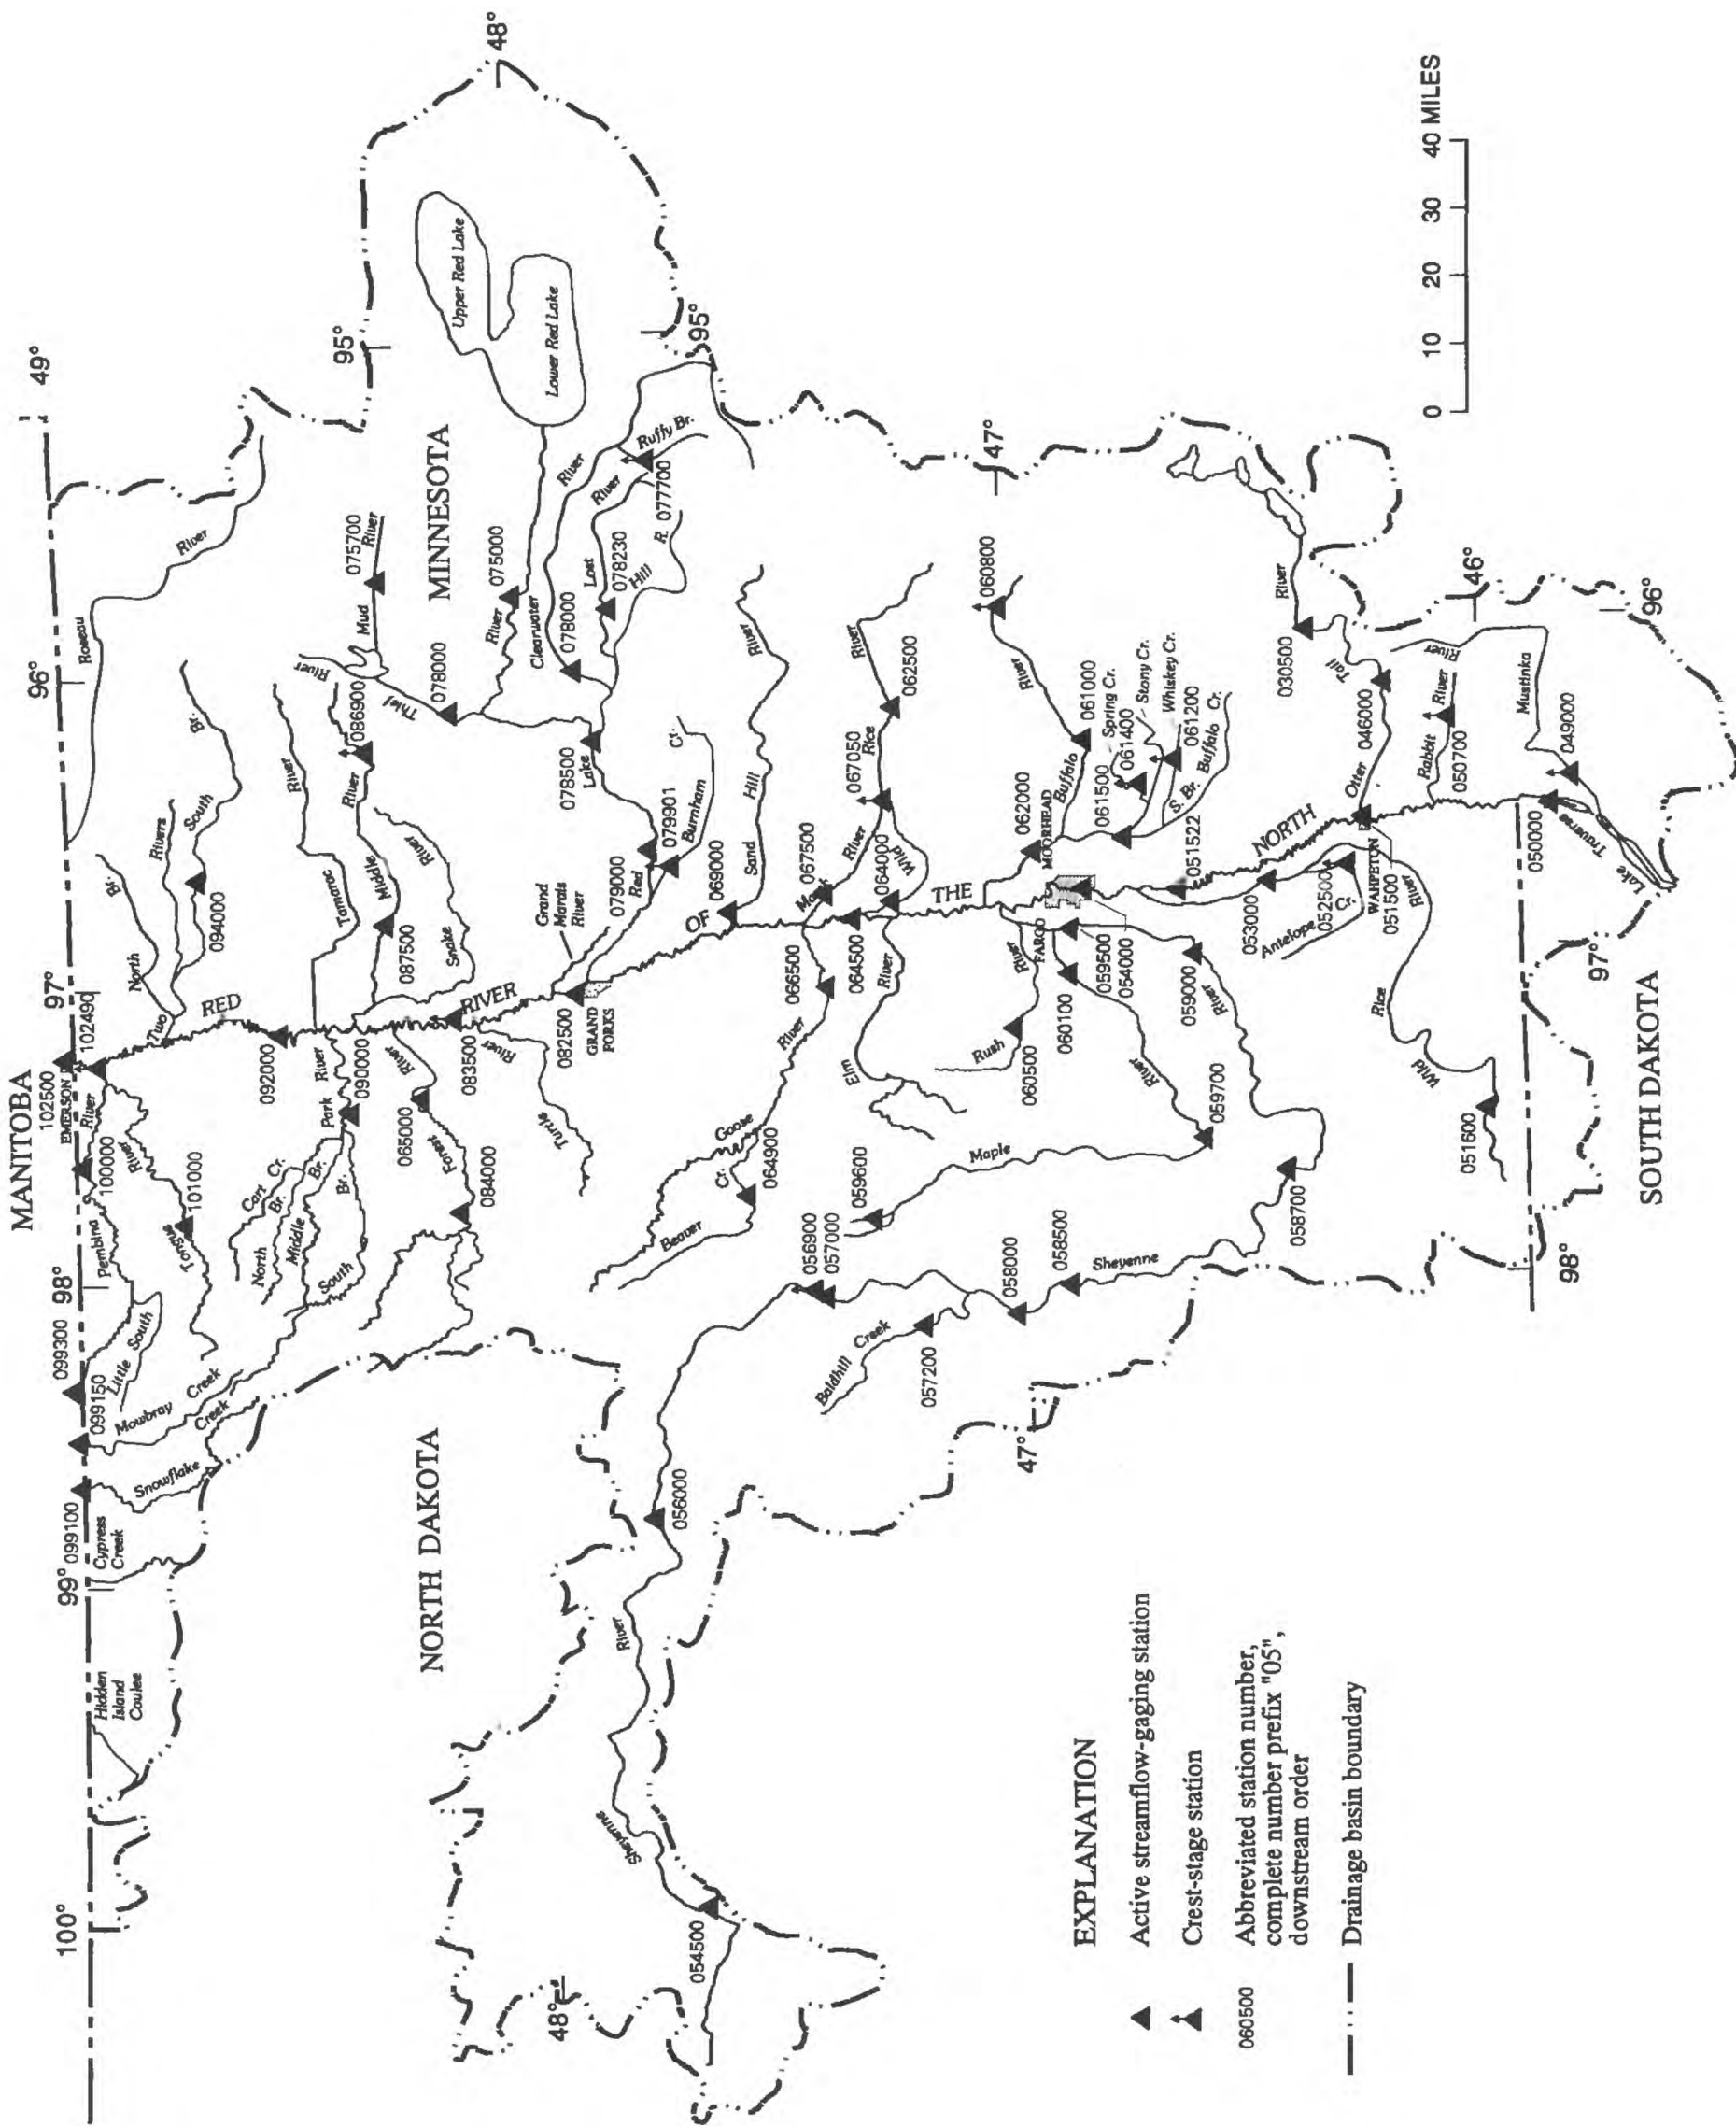 MANITOBA
49°
48°
100°
99°
98°
97°
96°
95°
102500
EMERSON
102490
099300
099150
099100
100000
101000
Cypress
Creek
Hidden
Island
Coulee
Snowflake
Creek
Mowbray
Creek
Little South
Pembina
River
Tongue
River
Roseau
River
Two
Rivers
North
Br.
South
Br.
094000
RED
RIVER
OF
THE
NORTH
092000
Tamarac
River
086900
River
Middle
087500
River
Snake
Cart Cr.
North
Br.
Middle
Br.
South
Br.
Park
River
090000
065000
River
Forest
084000
083500
River
Turtle
082500
GRAND
FORKS
Grand
Marais
River
079000
Red
Lake
078500
079901
Burnham
Cr.
MINNESOTA
075700
River
Mud
River
Thief
078000
075000
River
Clearwater
River
078000
Lost
River
078230
Hill
R.
077700
Ruffy Br.
Upper Red Lake
Lower Red Lake
95°
NORTH DAKOTA
069000
Sand
Hill
River
067500
Marsh
River
067050
Rice
Wild
River
062500
064000
064500
066500
River
Goose
Cr.
Beaver
064900
Elm
River
056000
River
Sheyenne
054500
48°
056900
057000
Baldhill
Creek
057200
058000
058500
Sheyenne
058700
059600
Maple
River
059700
060500
Rush
River
060100
FARGO
059500
054000
059000
River
062000
MOORHEAD
Buffalo
River
060800
061000
Spring Cr.
061400
Stony Cr.
Whiskey Cr.
061200
061500
S. Br. Buffalo Cr.
47°
47°
051522
053000
Antelope
Cr.
052500
WAHPETON
051500
River
Rice
Wild
051600
030500
River
Tail
Otter
046000
Rabbit
River
050700
River
Mustinka
049000
050000
Lake
Traverse
46°
96°
97°
98°
SOUTH DAKOTA
0 10 20 30 40 MILES
EXPLANATION
Active streamflow-gaging station
Crest-stage station
060500 Abbreviated station number,
complete number prefix "05",
downstream order
Drainage basin boundary